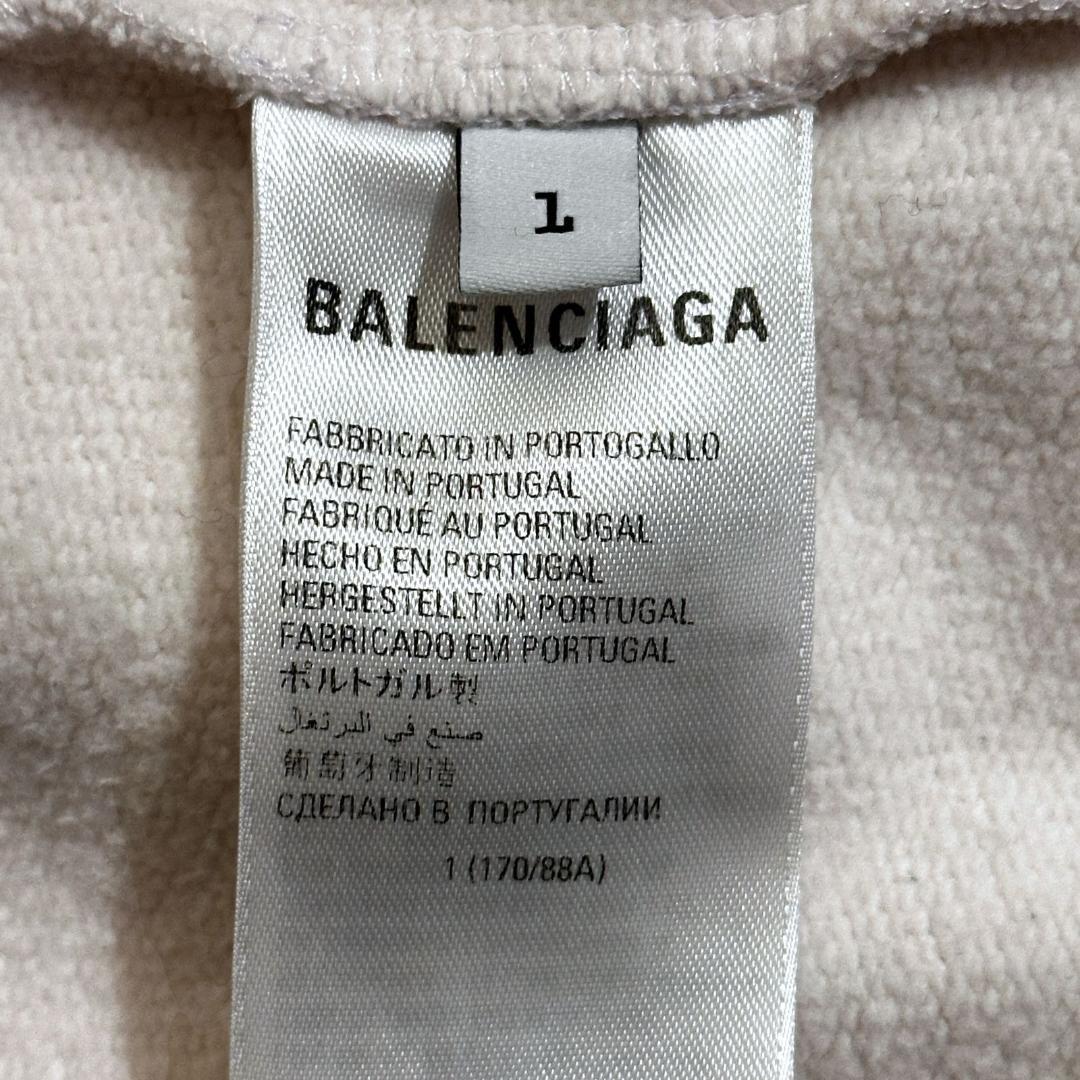 1
BALENCIAGA
FABBRICATO IN PORTOGALLO
MADE IN PORTUGAL
FABRIQUÉ AU PORTUGAL
HECHO EN PORTUGAL
HERGESTELLT IN PORTUGAL
FABRICADO EM PORTUGAL
ポルトガル製
صنع في البرتغال
葡萄牙制造
СДЕЛАНО В ПОРТУГАЛИИ
1 (170/88A)